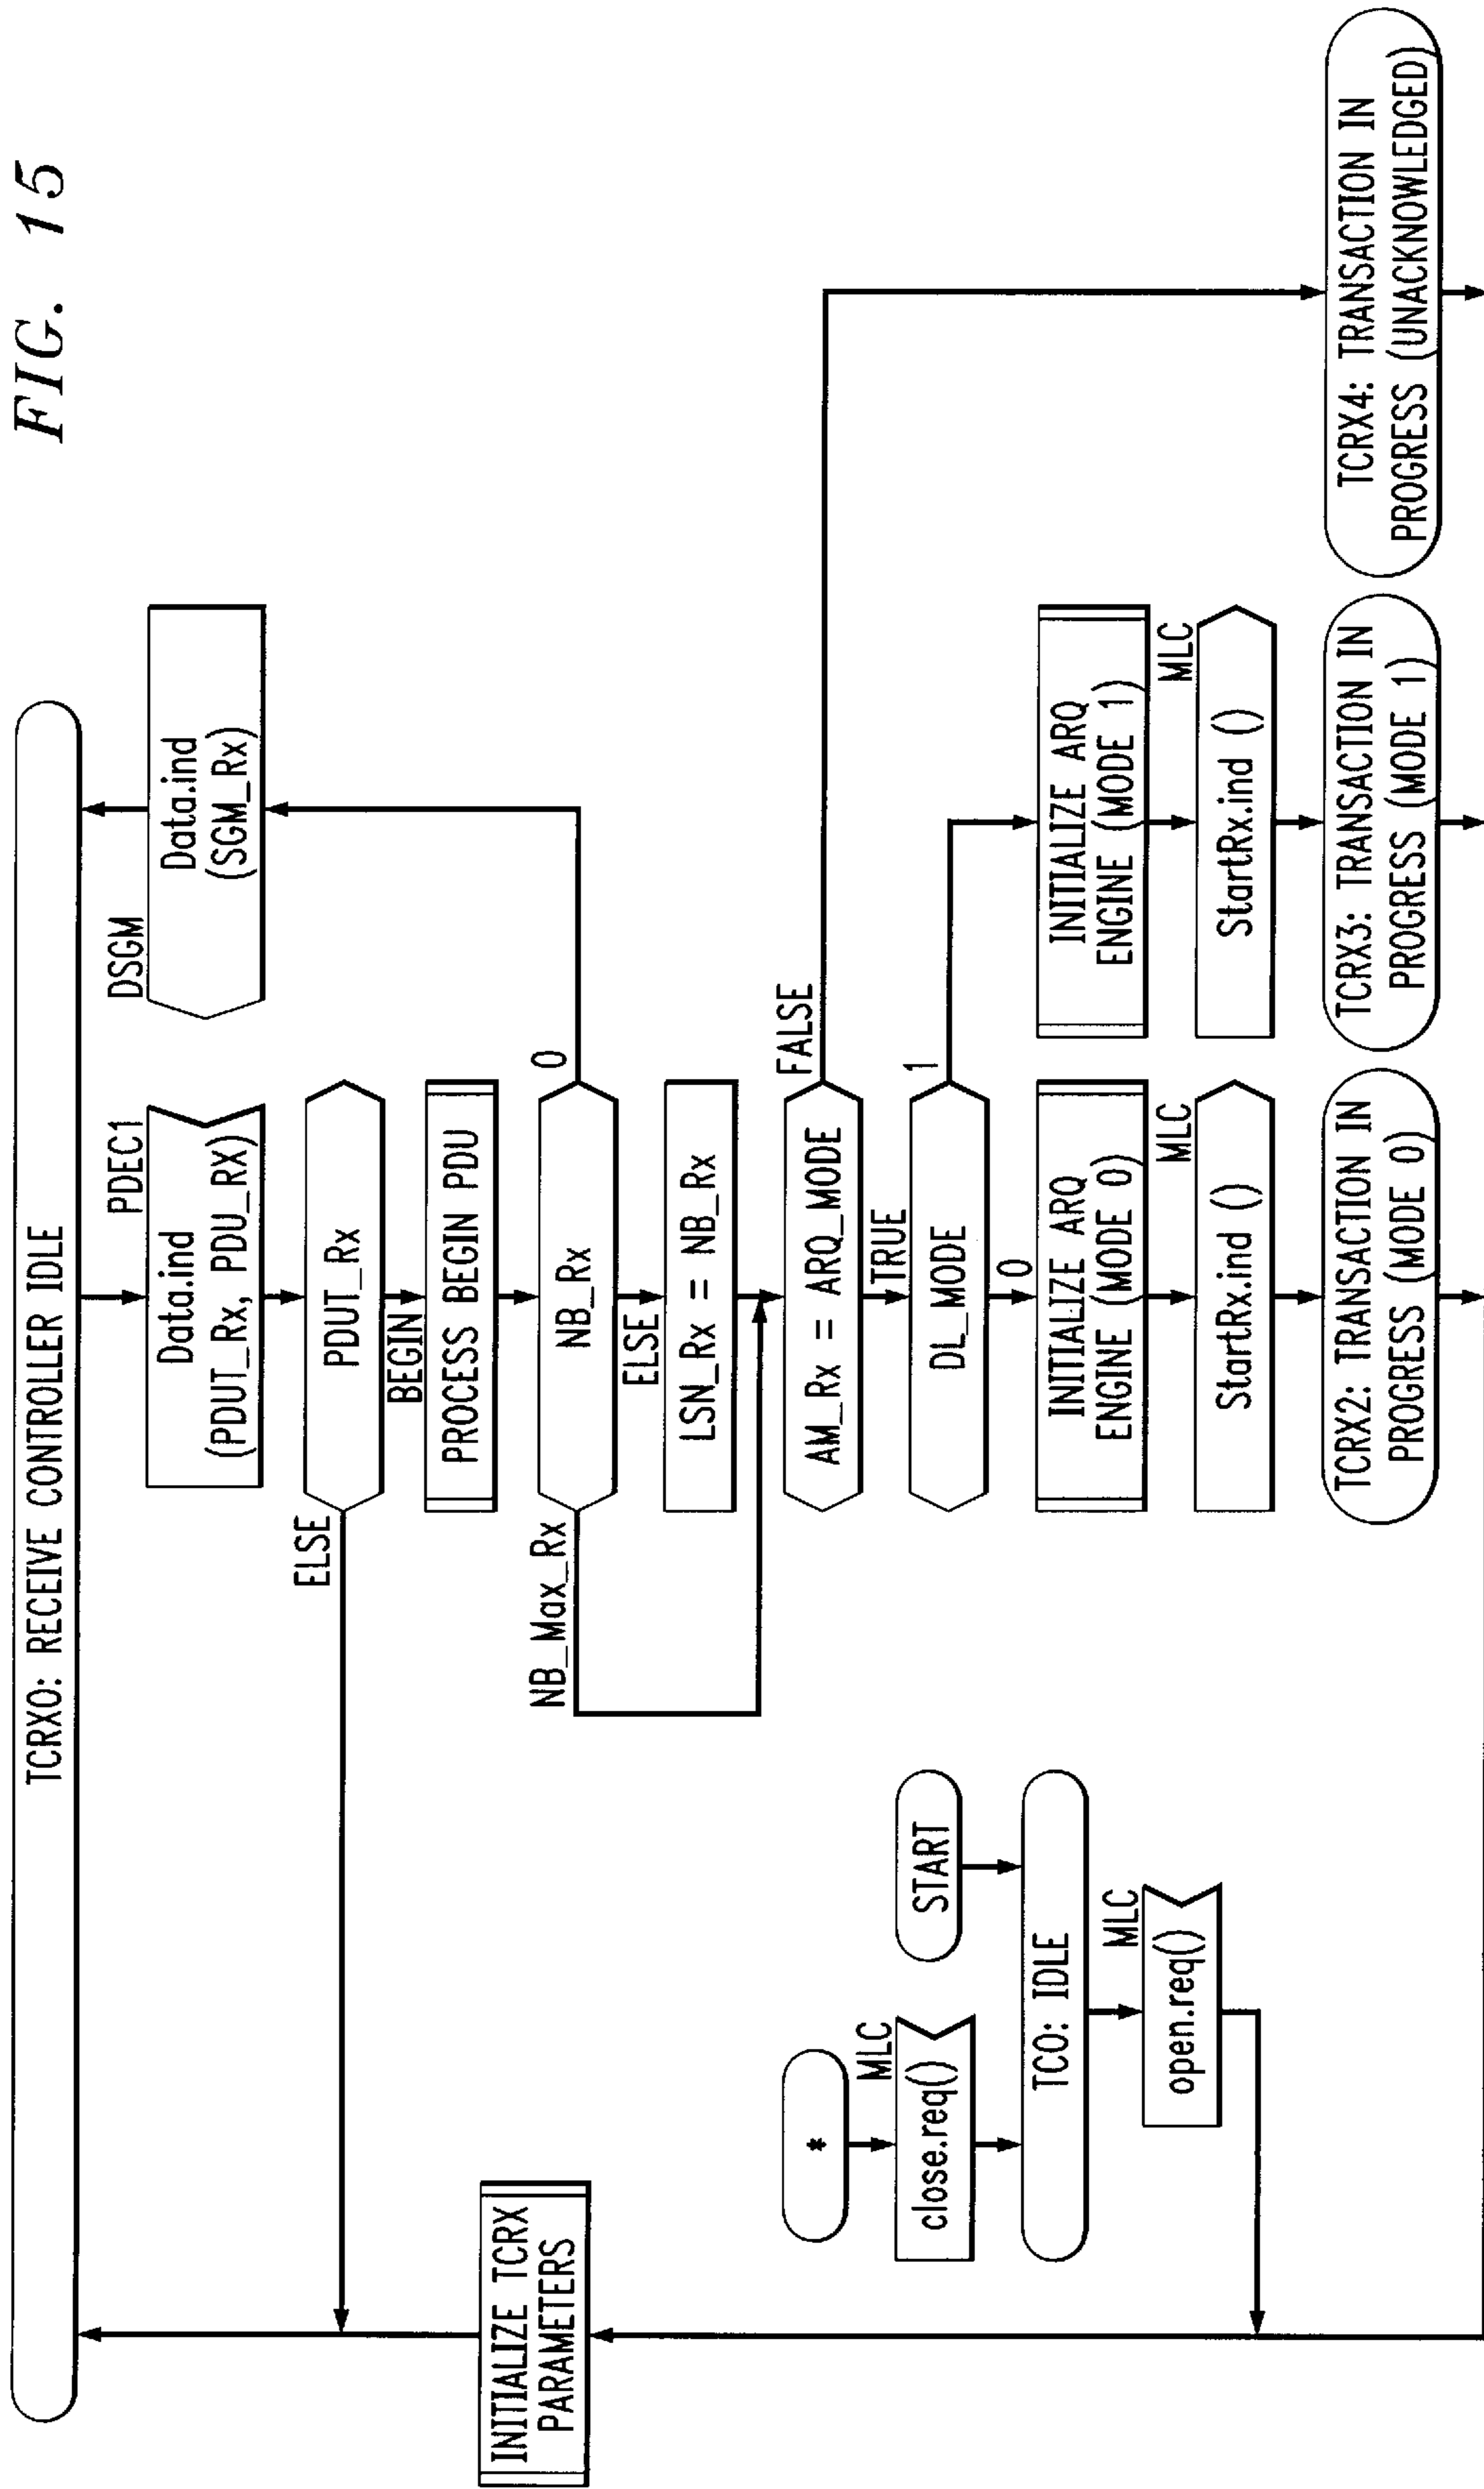 FIG. 15
TCRX0: RECEIVE CONTROLLER IDLE
PDEC1
Data.ind
(PDUT_Rx, PDU_RX)
DSGM
Data.ind
(SGM_Rx)
ELSE
PDUT_Rx
BEGIN
PROCESS BEGIN PDU
INITIALIZE TCRX
PARAMETERS
NB_Max_Rx
NB_Rx
0
ELSE
LSN_Rx = NB_Rx
*
AM_Rx = ARQ_MODE
FALSE
TRUE
MLC
close.req()
START
DL_MODE
1
0
TC0: IDLE
INITIALIZE ARQ
ENGINE (MODE 0)
INITIALIZE ARQ
ENGINE (MODE 1)
MLC
open.req()
MLC
StartRx.ind ()
MLC
StartRx.ind ()
TCRX2: TRANSACTION IN
PROGRESS (MODE 0)
TCRX3: TRANSACTION IN
PROGRESS (MODE 1)
TCRX4: TRANSACTION IN
PROGRESS (UNACKNOWLEDGED)